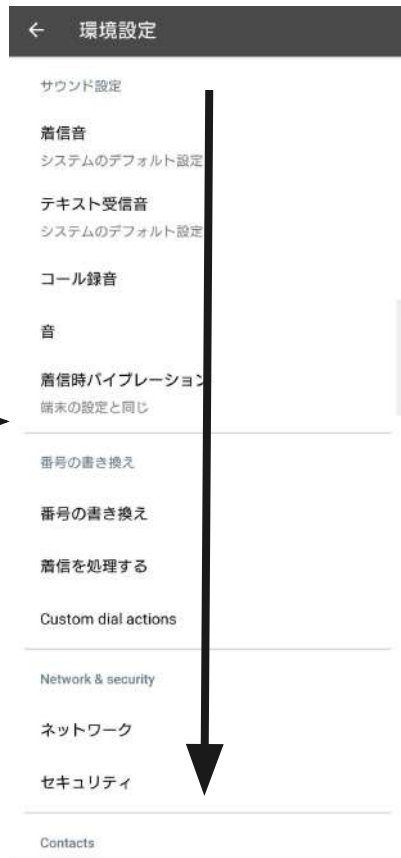 環境設定
サウンド設定
着信音
システムのデフォルト設定
テキスト受信音
システムのデフォルト設定
コール録音
音
着信時バイブレーション
端末の設定と同じ
番号の書き換え
番号の書き換え
着信を処理する
Custom dial actions
Network & security
ネットワーク
セキュリティ
Contacts